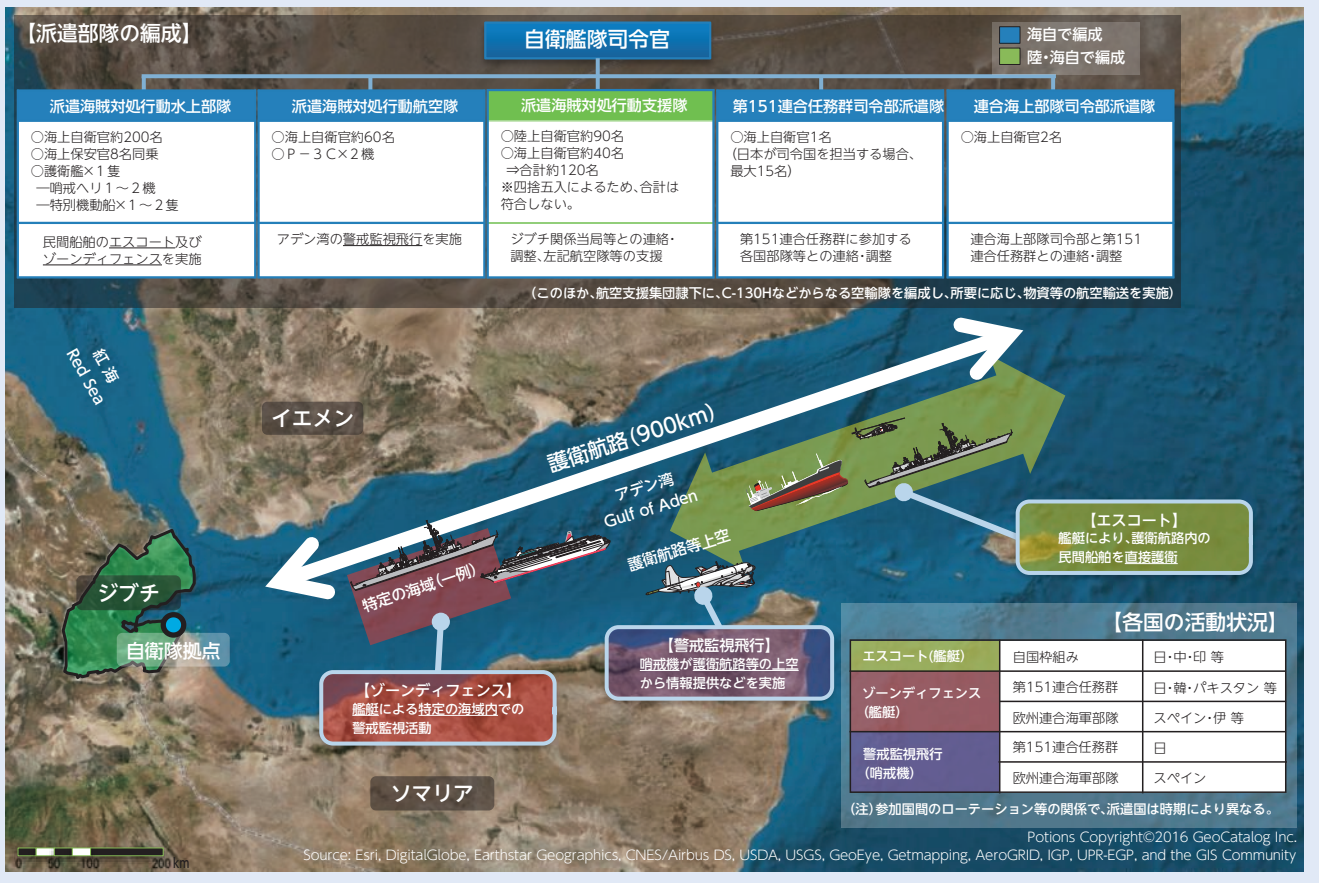 【派遣部隊の編成】
自衛艦隊司令官
海自で編成
陸・海自で編成
派遣海賊対処行動水上部隊
○海上自衛官約200名
○海上保安官8名同乗
○護衛艦×1隻
―哨戒ヘリ1~2機
―特別機動船×1~2隻
民間船舶のエスコート及び
ゾーンディフェンスを実施
派遣海賊対処行動航空隊
○海上自衛官約60名
○P-3C×2機
アデン湾の警戒監視飛行を実施
派遣海賊対処行動支援隊
○陸上自衛官約90名
○海上自衛官約40名
⇒合計約120名
※四捨五入によるため、合計は
符合しない。
ジブチ関係当局等との連絡・
調整、左記航空隊等の支援
第151連合任務群司令部派遣隊
○海上自衛官1名
(日本が司令国を担当する場合、
最大15名)
第151連合任務群に参加する
各国部隊等との連絡・調整
連合海上部隊司令部派遣隊
○海上自衛官2名
連合海上部隊司令部と第151
連合任務群との連絡・調整
(このほか、航空支援集団隷下に、C-130Hなどからなる空輸隊を編成し、所要に応じ、物資等の航空輸送を実施)
紅海
Red Sea
イエメン
護衛航路(900km)
アデン湾
Gulf of Aden
護衛航路等上空
特定の海域(一例)
ジブチ
自衛隊拠点
【エスコート】
艦艇により、護衛航路内の
民間船舶を直接護衛
【警戒監視飛行】
哨戒機が護衛航路等の上空
から情報提供などを実施
【ゾーンディフェンス】
艦艇による特定の海域内での
警戒監視活動
ソマリア
【各国の活動状況】
エスコート(艦艇) 自国枠組み 日・中・印 等
ゾーンディフェンス
(艦艇)
第151連合任務群 日・韓・パキスタン 等
欧州連合海軍部隊 スペイン・伊 等
警戒監視飛行
(哨戒機)
第151連合任務群 日
欧州連合海軍部隊 スペイン
(注)参加国間のローテーション等の関係で、派遣国は時期により異なる。
0 50 100 200 km
Potions Copyright©2016 GeoCatalog Inc.
Source: Esri, DigitalGlobe, Earthstar Geographics, CNES/Airbus DS, USDA, USGS, GeoEye, Getmapping, AeroGRID, IGP, UPR-EGP, and the GIS Community